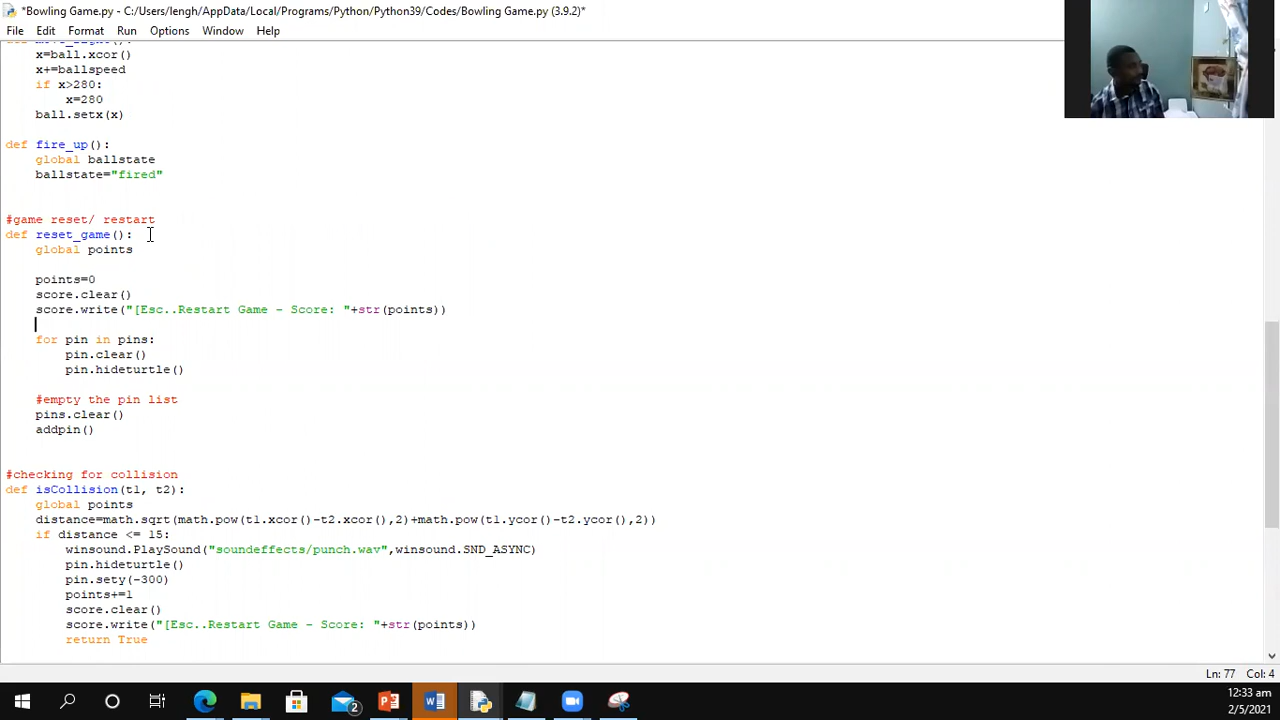 *Bowling Game.py - C:/Users/lengh/AppData/Local/Programs/Python/Python39/Codes/Bowling Game.py (3.9.2)*
File Edit Format Run Options Window Help
def move_right():
x=ball.xcor()
x+=ballspeed
if x>280:
x=280
ball.setx(x)
def fire_up():
global ballstate
ballstate="fired"
#game reset/ restart
def reset_game():
global points
points=0
score.clear()
score.write("[Esc..Restart Game - Score: "+str(points))
for pin in pins:
pin.clear()
pin.hideturtle()
#empty the pin list
pins.clear()
addpin()
#checking for collision
def isCollision(t1, t2):
global points
distance=math.sqrt(math.pow(t1.xcor()-t2.xcor(),2)+math.pow(t1.ycor()-t2.ycor(),2))
if distance <= 15:
winsound.PlaySound("soundeffects/punch.wav",winsound.SND_ASYNC)
pin.hideturtle()
pin.sety(-300)
points+=1
score.clear()
score.write("[Esc..Restart Game - Score: "+str(points))
return True
Ln: 77 Col: 4
2
12:33 am
2/5/2021